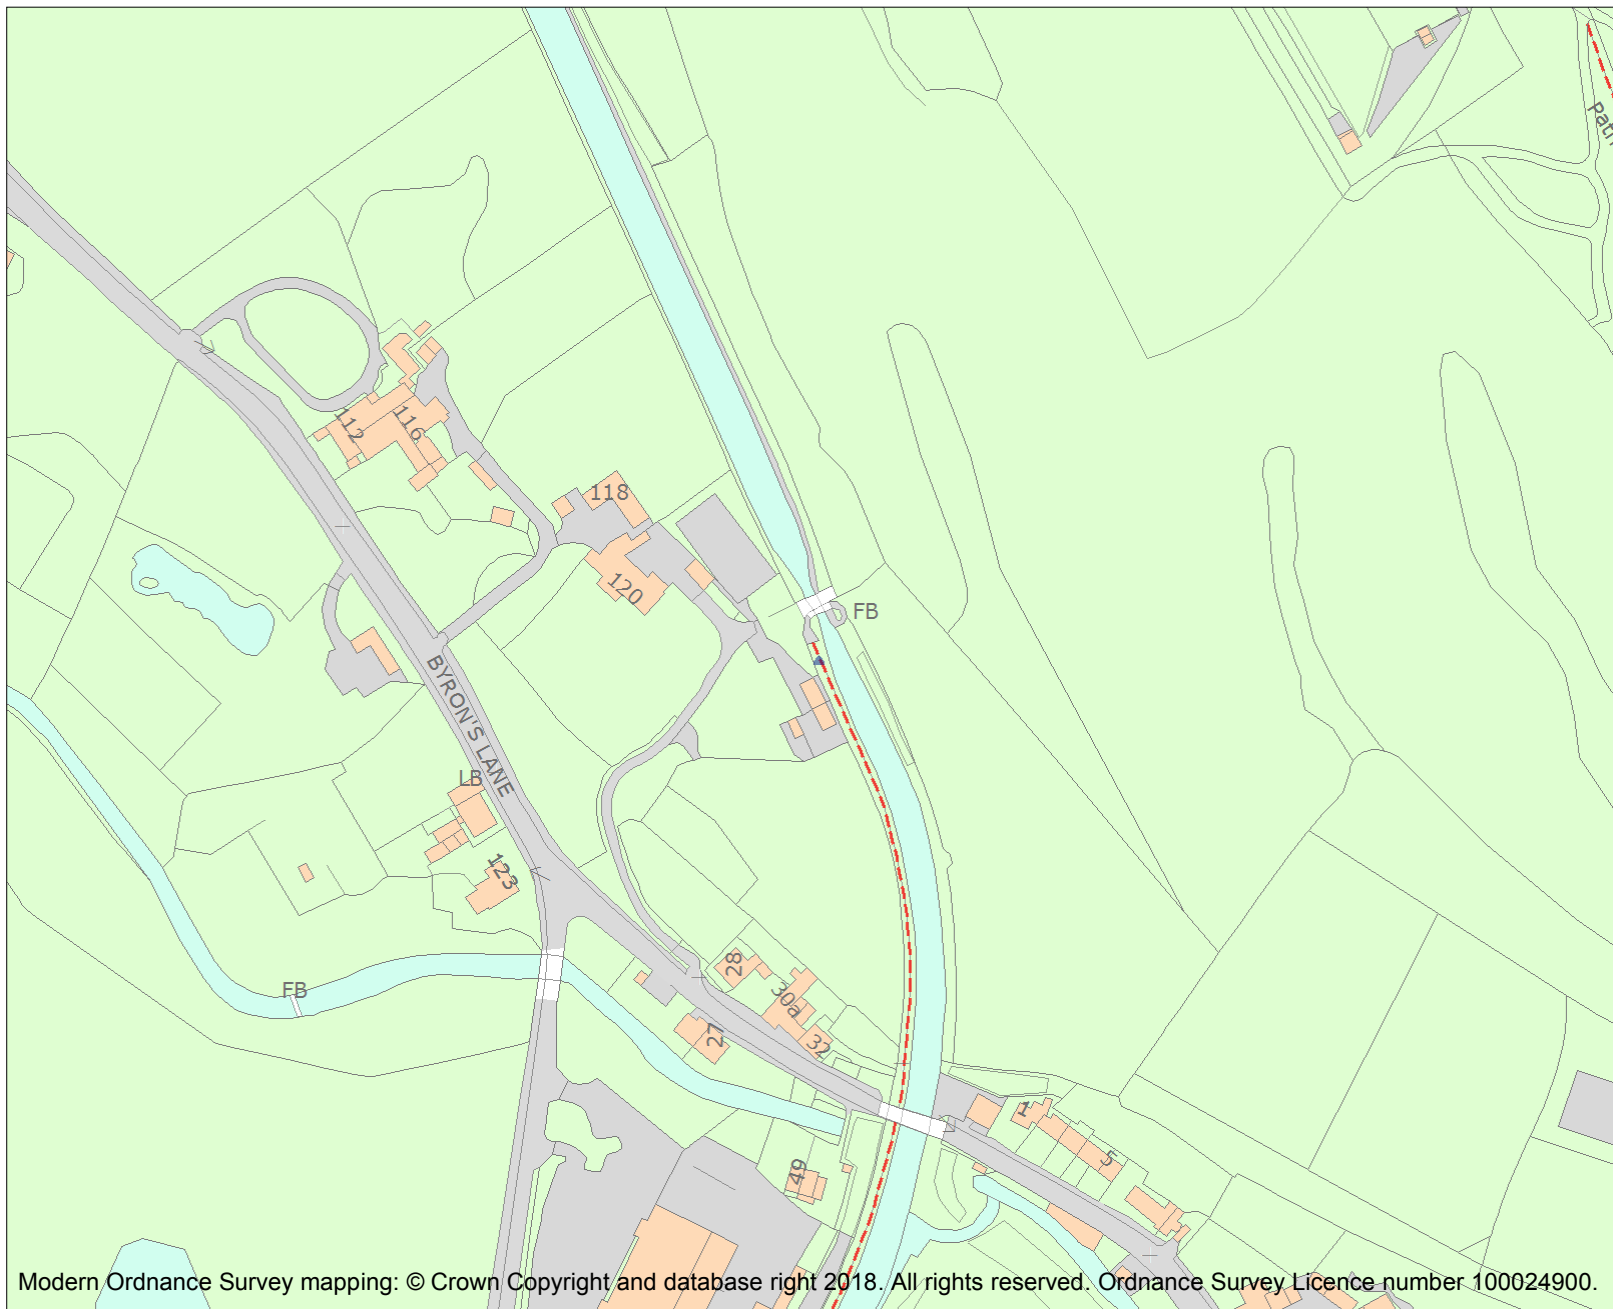 Path
112
116
118
120
FB
BYRON'S LANE
LB
123
FB
28
30a
27
32
1
5
49
Modern Ordnance Survey mapping: © Crown Copyright and database right 2018. All rights reserved. Ordnance Survey Licence number 100024900.